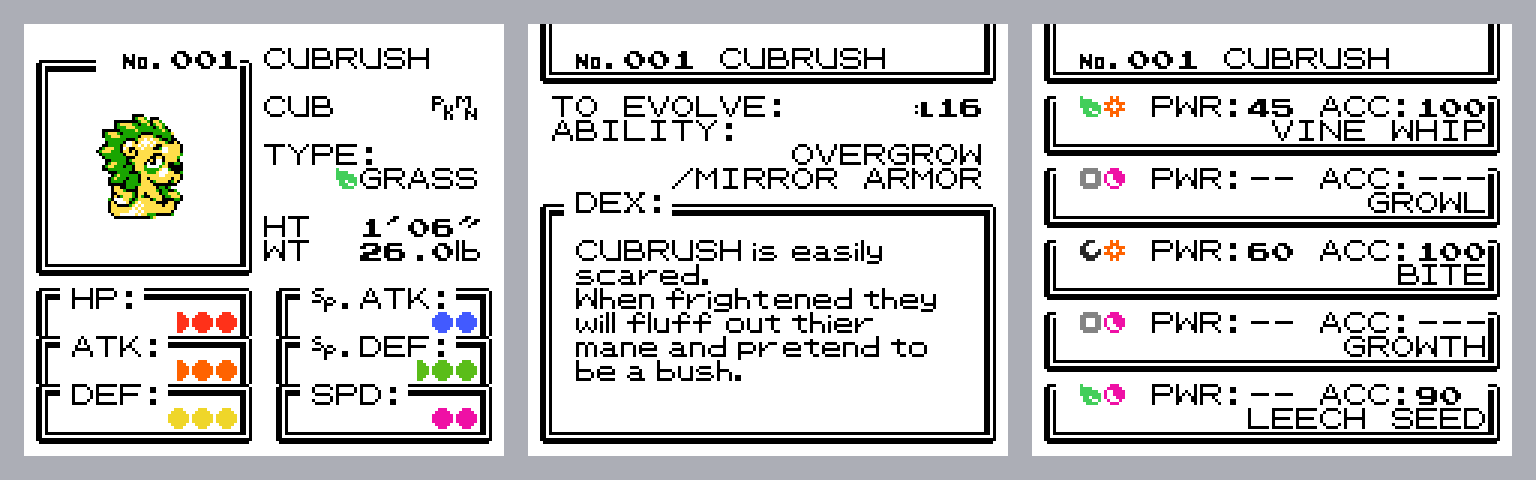 No. 001 CUBRUSH
CUB PKMN
TYPE:
GRASS
HT 1′06″
WT 26.0lb
HP:
ATK:
DEF:
Sp. ATK:
Sp. DEF:
SPD:
No. 001 CUBRUSH
TO EVOLVE: :L16
ABILITY:
OVERGROW
/MIRROR ARMOR
DEX:
CUBRUSH is easily
scared.
When frightened they
will fluff out thier
mane and pretend to
be a bush.
No. 001 CUBRUSH
PWR:45 ACC:100
VINE WHIP
PWR:-- ACC:---
GROWL
PWR:60 ACC:100
BITE
PWR:-- ACC:---
GROWTH
PWR:-- ACC:90
LEECH SEED